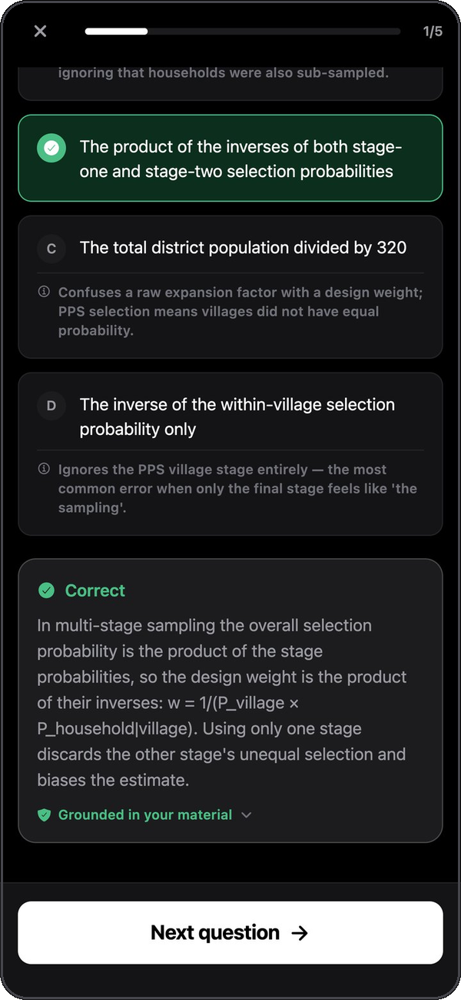 1/5
ignoring that households were also sub-sampled.
The product of the inverses of both stage-
one and stage-two selection probabilities
C
The total district population divided by 320
Confuses a raw expansion factor with a design weight;
PPS selection means villages did not have equal
probability.
D
The inverse of the within-village selection
probability only
Ignores the PPS village stage entirely — the most
common error when only the final stage feels like 'the
sampling'.
Correct
In multi-stage sampling the overall selection
probability is the product of the stage
probabilities, so the design weight is the product
of their inverses: w = 1/(P_village ×
P_household|village). Using only one stage
discards the other stage's unequal selection and
biases the estimate.
Grounded in your material
Next question →